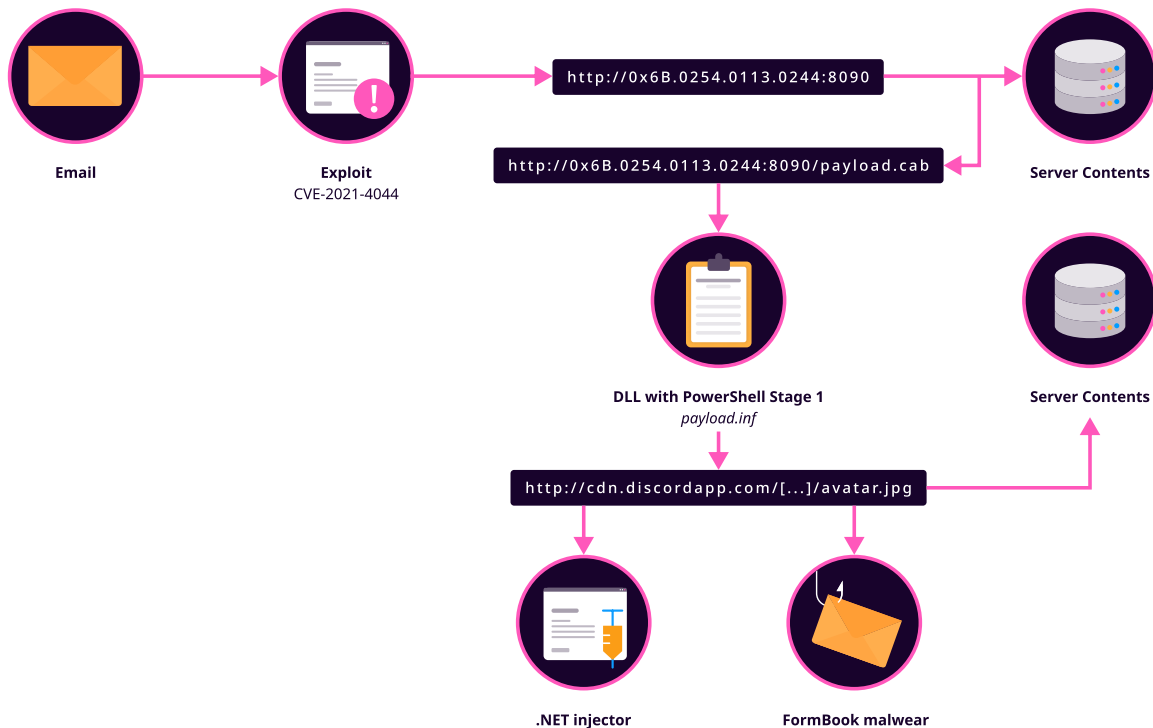 http://0x6B.0254.0113.0244:8090
Email
Exploit
CVE-2021-4044
http://0x6B.0254.0113.0244:8090/payload.cab
Server Contents
DLL with PowerShell Stage 1
payload.inf
Server Contents
http://cdn.discordapp.com/[...]/avatar.jpg
.NET injector
FormBook malwear